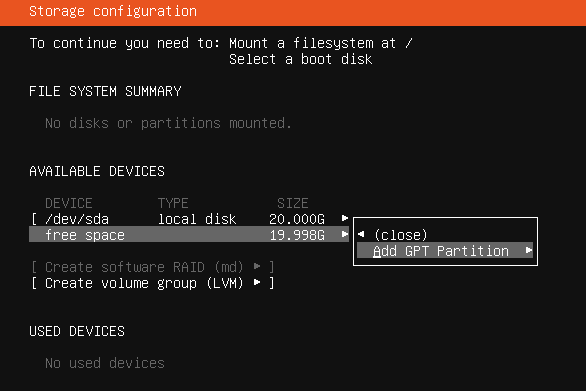 Storage configuration
To continue you need to: Mount a filesystem at /
Select a boot disk
FILE SYSTEM SUMMARY
No disks or partitions mounted.
AVAILABLE DEVICES
DEVICE TYPE SIZE
[ /dev/sda local disk 20.000G ▸
free space 19.998G ▸
◂ (close)
Add GPT Partition ▸
[ Create software RAID (md) ▸ ]
[ Create volume group (LVM) ▸ ]
USED DEVICES
No used devices